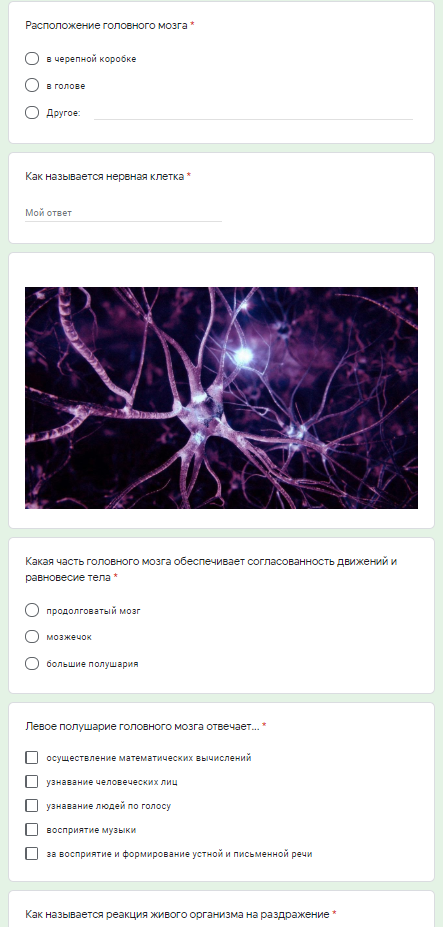 Расположение головного мозга *
в черепной коробке
в голове
Другое:
Как называется нервная клетка *
Мой ответ
Какая часть головного мозга обеспечивает согласованность движений и
равновесие тела *
продолговатый мозг
мозжечок
большие полушария
Левое полушарие головного мозга отвечает... *
осуществление математических вычислений
узнавание человеческих лиц
узнавание людей по голосу
восприятие музыки
за восприятие и формирование устной и письменной речи
Как называется реакция живого организма на раздражение *